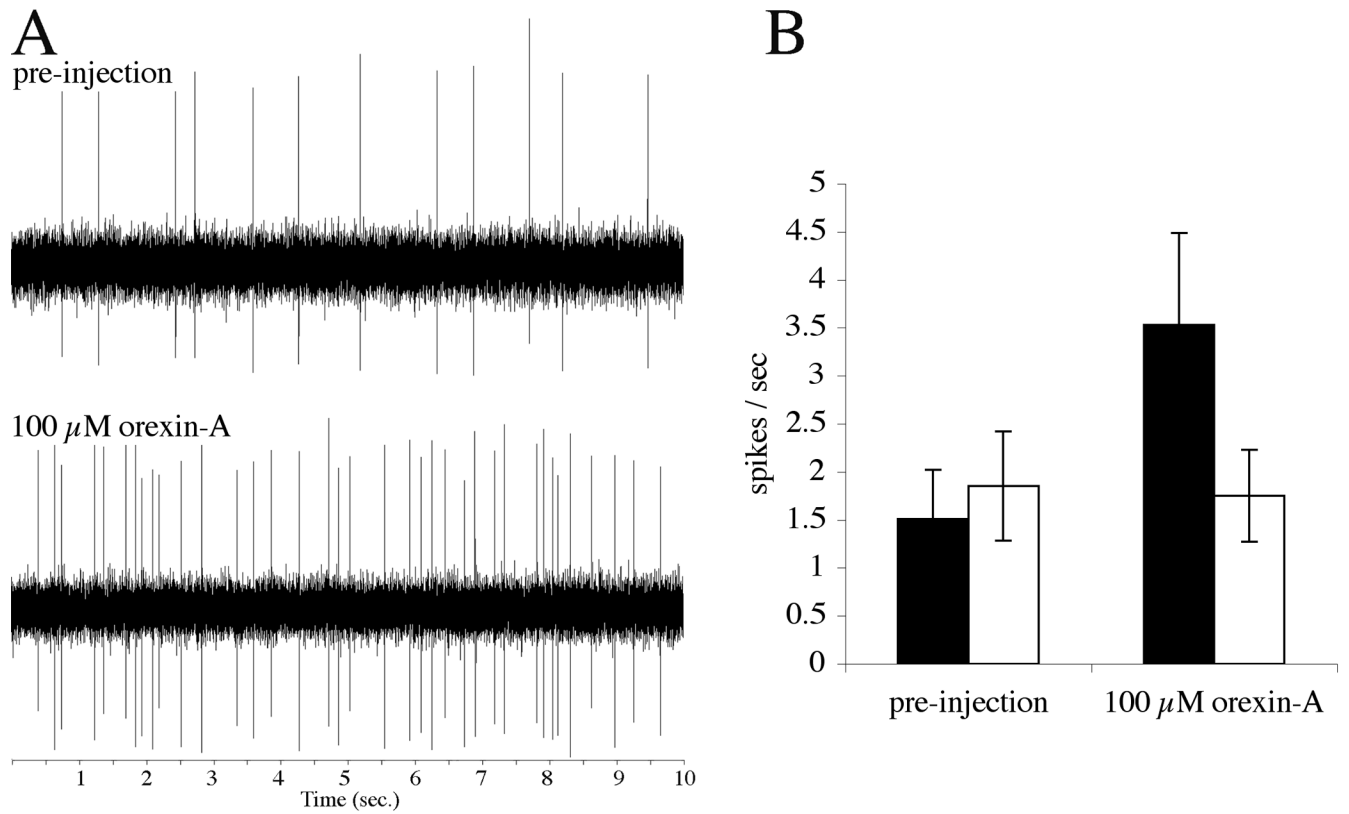 A
pre-injection
100 µM orexin-A
1 2 3 4 5 6 7 8 9 10
Time (sec.)
B
5
4.5
4
3.5
3
2.5
2
1.5
1
0.5
0
spikes / sec
pre-injection 100 µM orexin-A